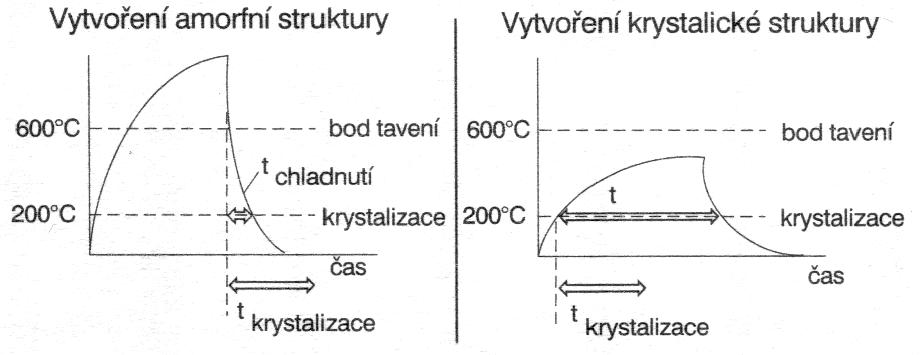 Vytvoření amorfní struktury
600°C
bod tavení
t chladnutí
200°C
krystalizace
čas
t krystalizace
Vytvoření krystalické struktury
600°C
bod tavení
t
200°C
krystalizace
čas
t krystalizace